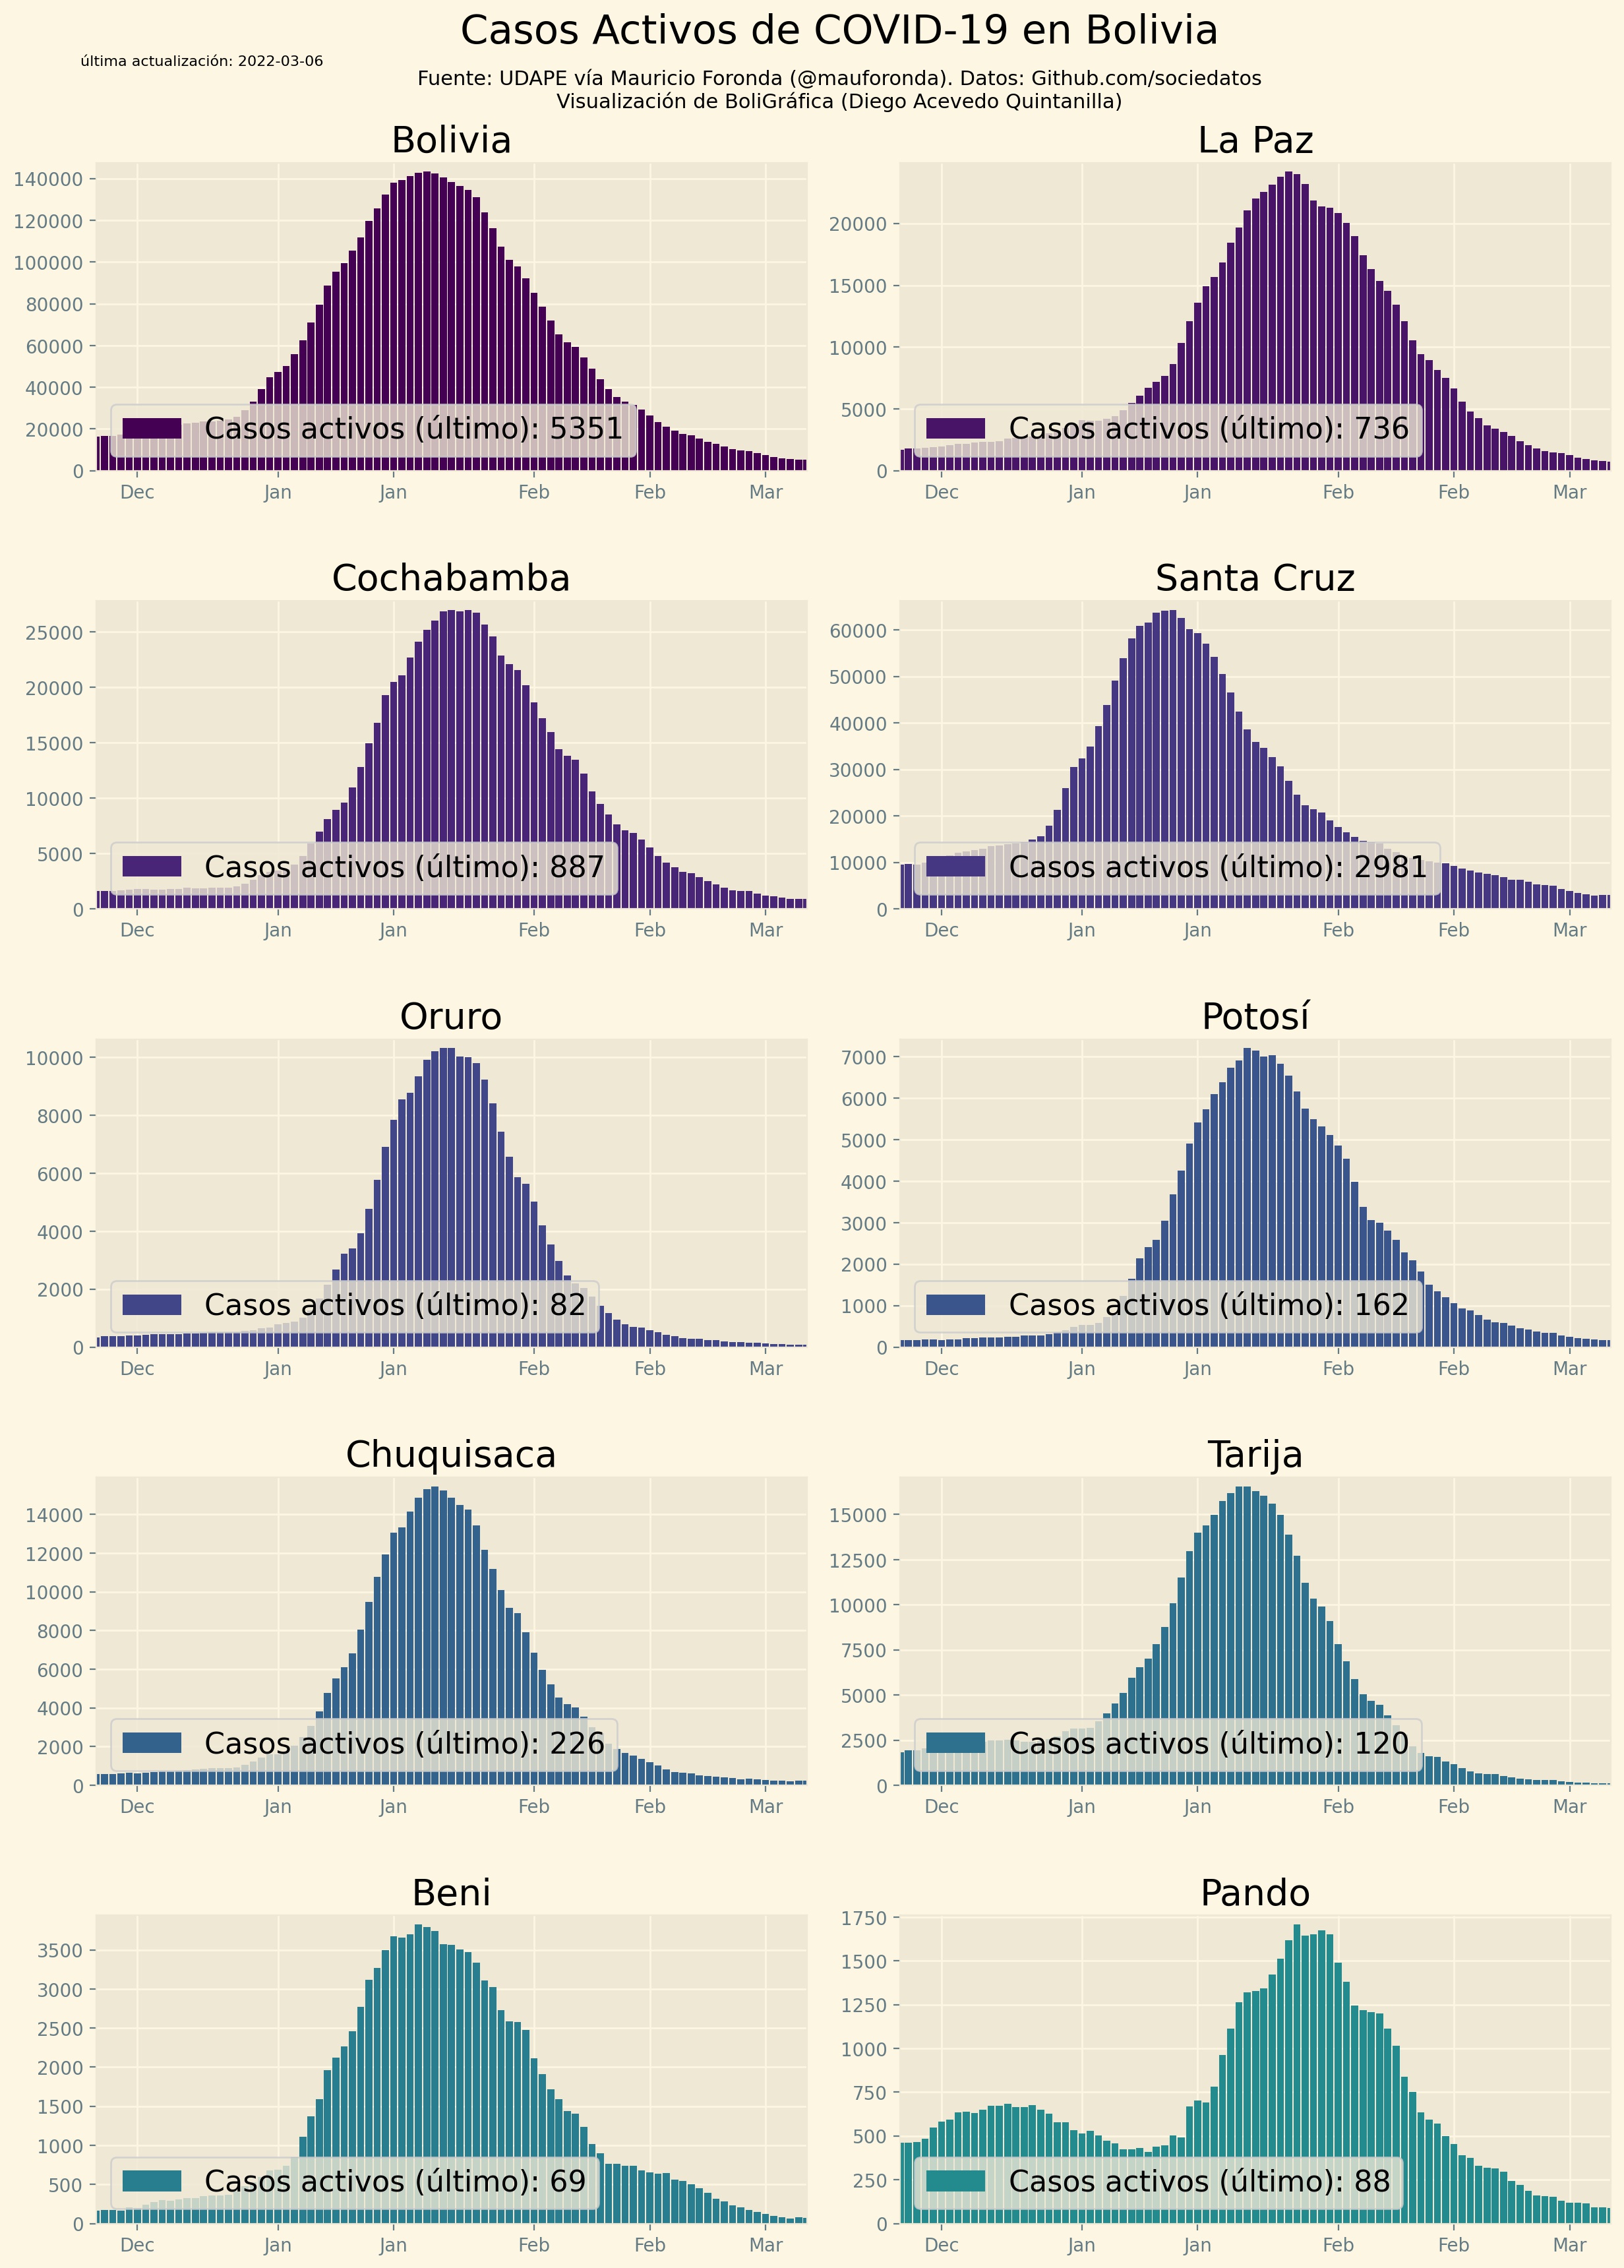 Casos Activos de COVID-19 en Bolivia
última actualización: 2022-03-06
Fuente: UDAPE vía Mauricio Foronda (@mauforonda). Datos: Github.com/sociedatos
Visualización de BoliGráfica (Diego Acevedo Quintanilla)
Bolivia
140000
120000
100000
80000
60000
40000
20000
0
Casos activos (último): 5351
Dec Jan Jan Feb Feb Mar
La Paz
20000
15000
10000
5000
0
Casos activos (último): 736
Dec Jan Jan Feb Feb Mar
Cochabamba
25000
20000
15000
10000
5000
0
Casos activos (último): 887
Dec Jan Jan Feb Feb Mar
Santa Cruz
60000
50000
40000
30000
20000
10000
0
Casos activos (último): 2981
Dec Jan Jan Feb Feb Mar
Oruro
10000
8000
6000
4000
2000
0
Casos activos (último): 82
Dec Jan Jan Feb Feb Mar
Potosí
7000
6000
5000
4000
3000
2000
1000
0
Casos activos (último): 162
Dec Jan Jan Feb Feb Mar
Chuquisaca
14000
12000
10000
8000
6000
4000
2000
0
Casos activos (último): 226
Dec Jan Jan Feb Feb Mar
Tarija
15000
12500
10000
7500
5000
2500
0
Casos activos (último): 120
Dec Jan Jan Feb Feb Mar
Beni
3500
3000
2500
2000
1500
1000
500
0
Casos activos (último): 69
Dec Jan Jan Feb Feb Mar
Pando
1750
1500
1250
1000
750
500
250
0
Casos activos (último): 88
Dec Jan Jan Feb Feb Mar